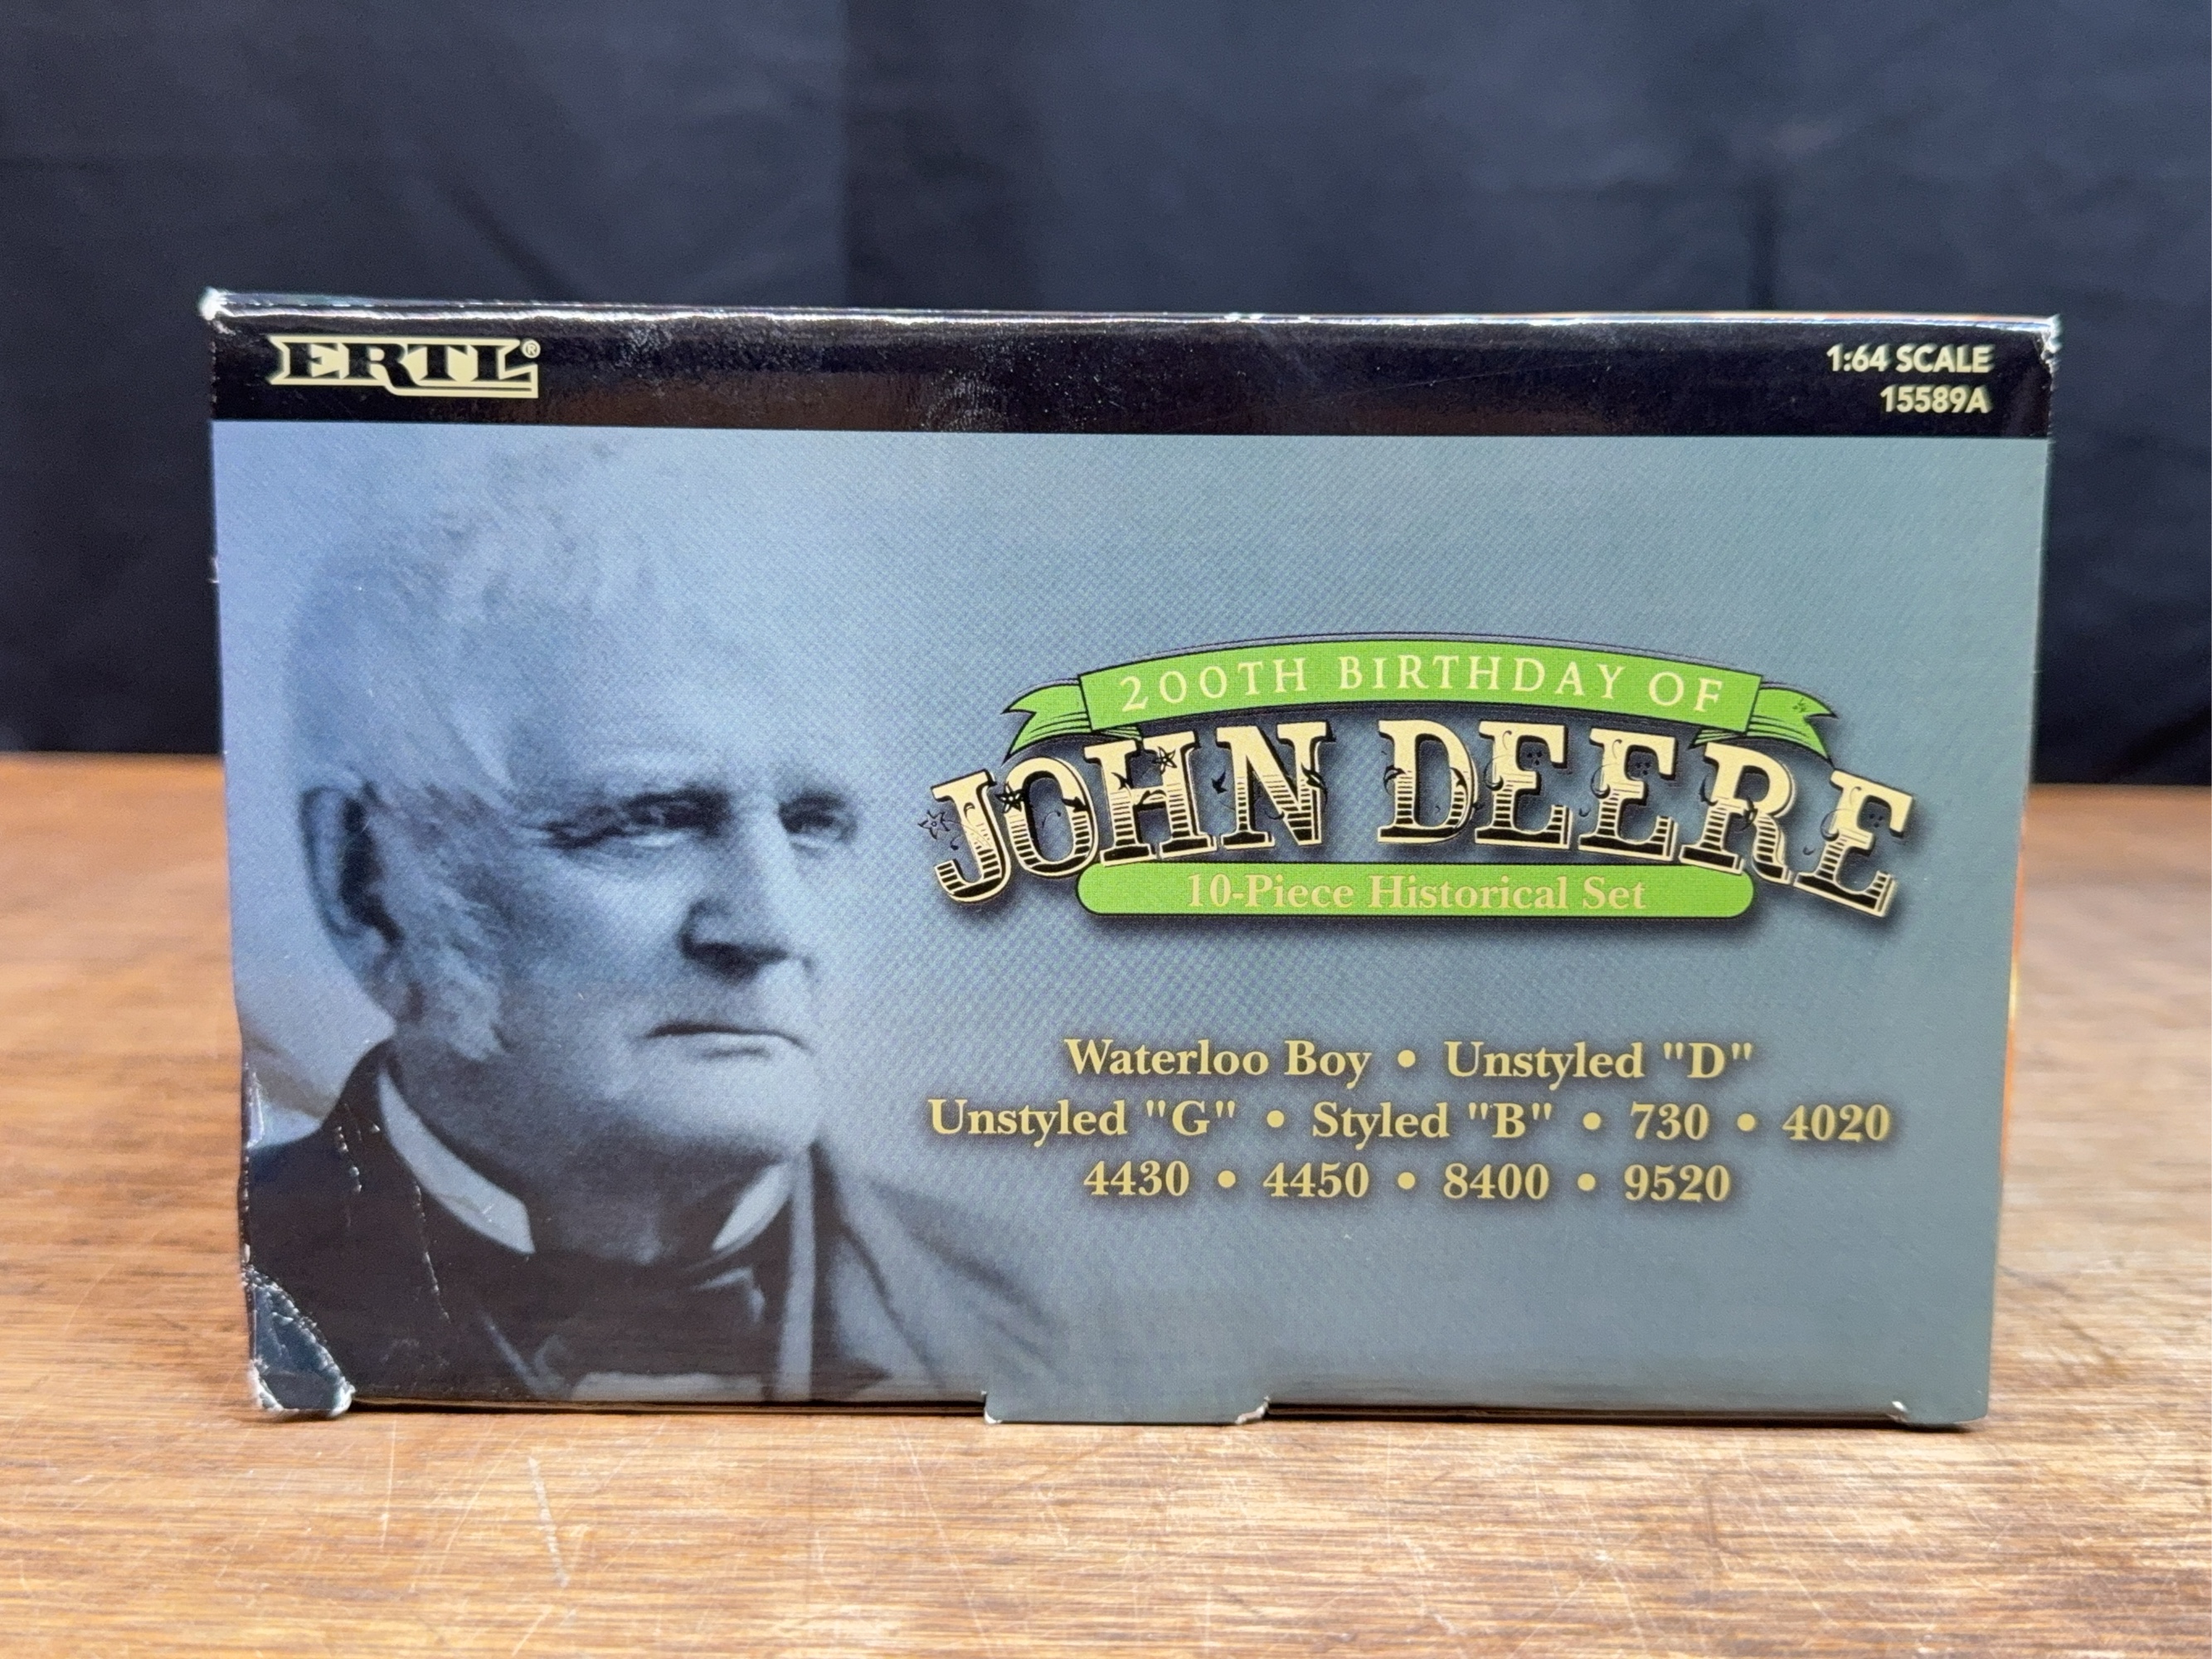 ERTL®
1:64 SCALE
15589A
200TH BIRTHDAY OF
JOHN DEERE
10-Piece Historical Set
Waterloo Boy • Unstyled "D"
Unstyled "G" • Styled "B" • 730 • 4020
4430 • 4450 • 8400 • 9520